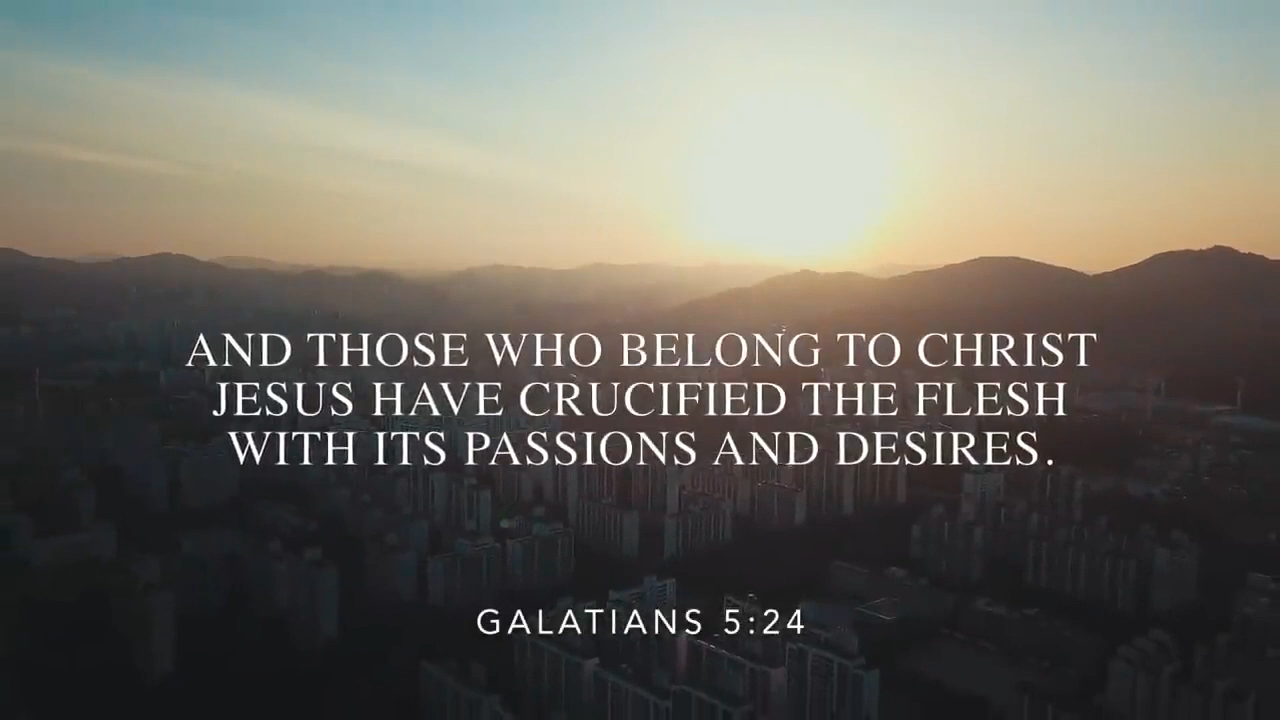 AND THOSE WHO BELONG TO CHRIST
JESUS HAVE CRUCIFIED THE FLESH
WITH ITS PASSIONS AND DESIRES.
GALATIANS 5:24